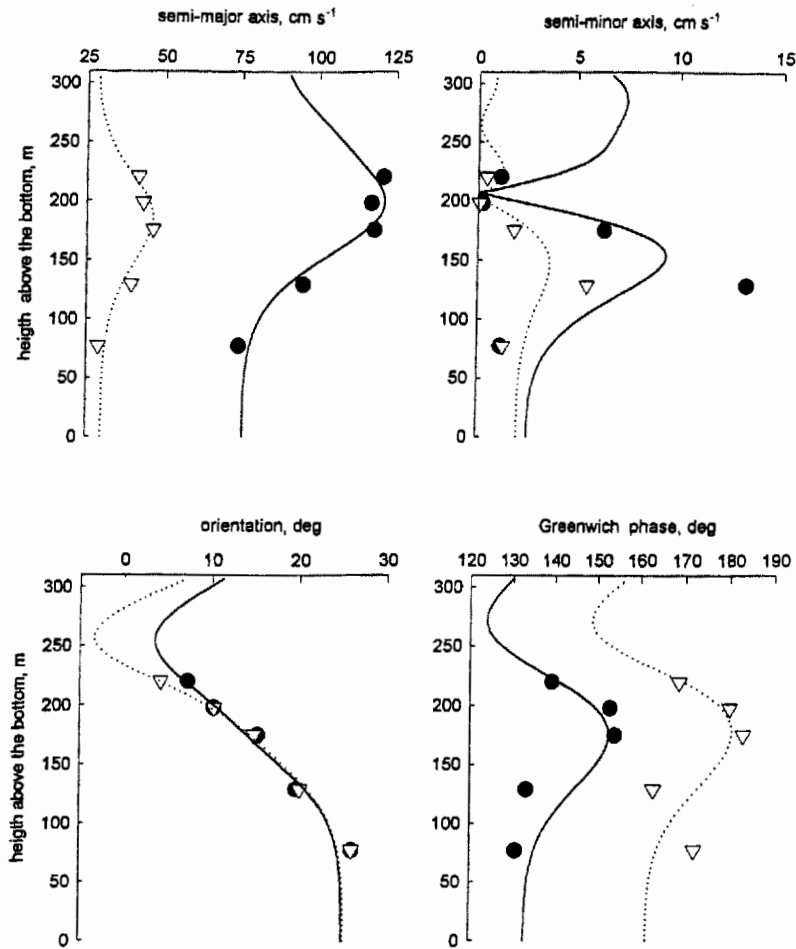 semi-major axis, cm s⁻¹
25 50 75 100 125
300
250
200
150
100
50
0
heigth above the bottom, m
semi-minor axis, cm s⁻¹
0 5 10 15
300
250
200
150
100
50
0
orientation, deg
0 10 20 30
300
250
200
150
100
50
0
heigth above the bottom, m
Greenwich phase, deg
120 130 140 150 160 170 180 190
300
250
200
150
100
50
0